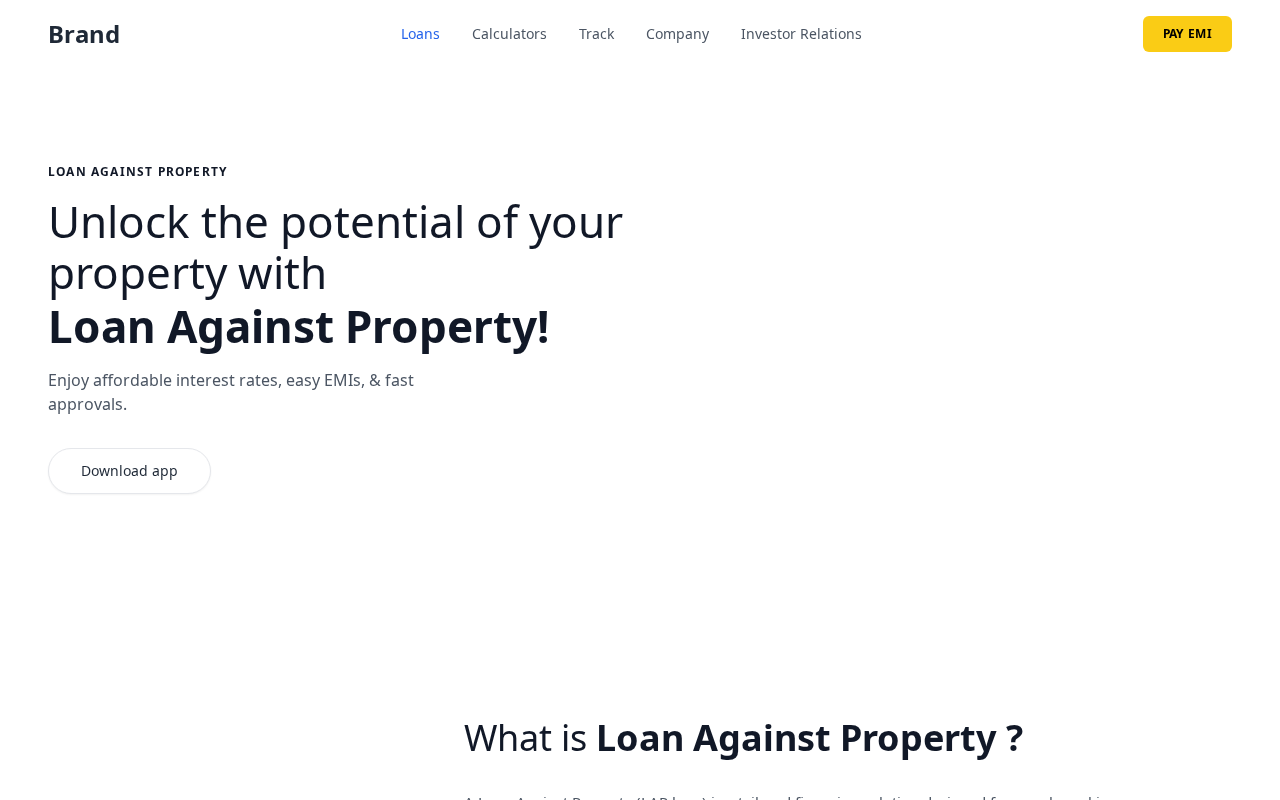 Brand
Loans
Calculators
Track
Company
Investor Relations
PAY EMI
LOAN AGAINST PROPERTY
Unlock the potential of your
property with
Loan Against Property!
Enjoy affordable interest rates, easy EMIs, & fast
approvals.
Download app
What is Loan Against Property ?